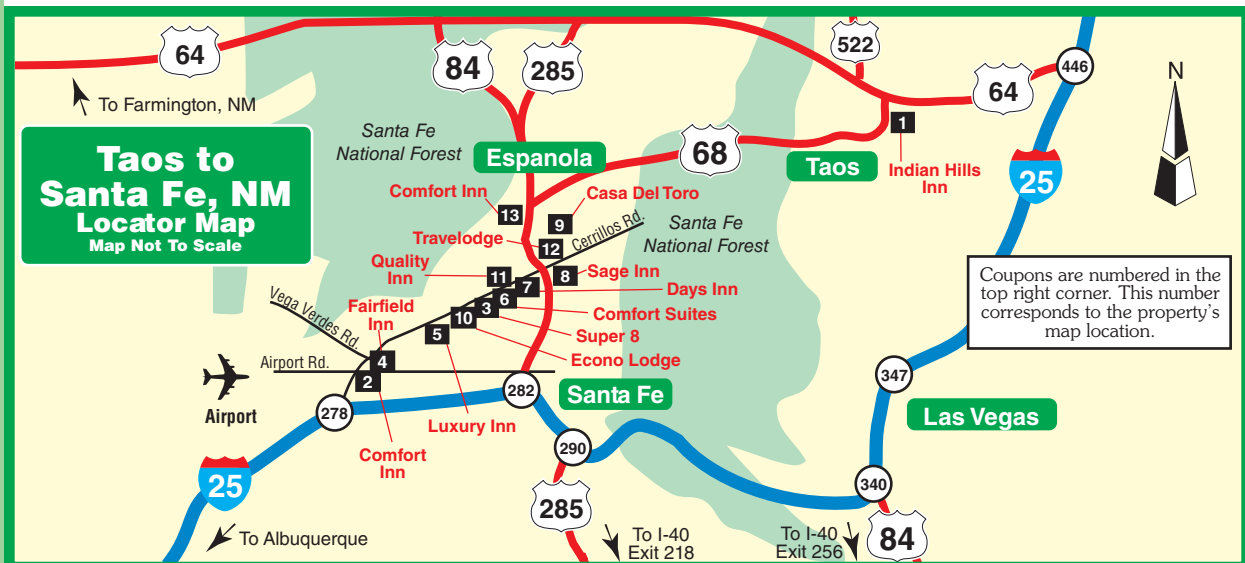 64
84
285
522
64
446
N
To Farmington, NM
Taos to
Santa Fe, NM
Locator Map
Map Not To Scale
Santa Fe
National Forest
Espanola
68
Taos
1
Indian Hills
Inn
25
Comfort Inn
13
9
Casa Del Toro
Travelodge
12
Cerrillos Rd.
Santa Fe
National Forest
Quality
Inn
11
8
Sage Inn
7
Days Inn
6
Comfort Suites
3
Super 8
10
Econo Lodge
5
Luxury Inn
Fairfield
Inn
4
Vega Verdes Rd.
Airport Rd.
2
Comfort
Inn
Airport
Coupons are numbered in the
top right corner. This number
corresponds to the property's
map location.
278
282
Santa Fe
347
Las Vegas
290
340
25
285
84
To Albuquerque
To I-40
Exit 218
To I-40
Exit 256